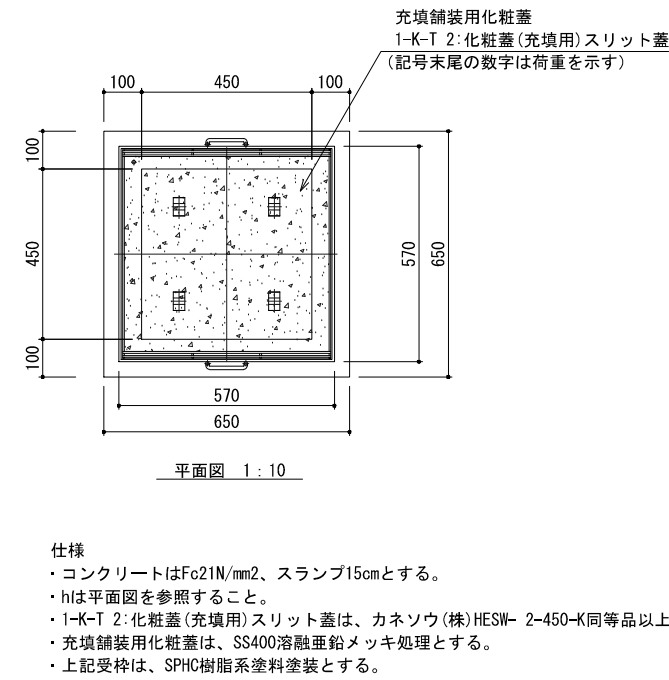 充填舗装用化粧蓋
1-K-T 2:化粧蓋(充填用)スリット蓋
(記号末尾の数字は荷重を示す)
100 450 100
100
450
100
570
650
570
650
平面図 1:10
仕様
・コンクリートはFc21N/mm2、スランプ15cmとする。
・hは平面図を参照すること。
・1-K-T 2:化粧蓋(充填用)スリット蓋は、カネソウ(株)HESW- 2-450-K同等品以上
・充填舗装用化粧蓋は、SS400溶融亜鉛メッキ処理とする。
・上記受枠は、SPHC樹脂系塗料塗装とする。